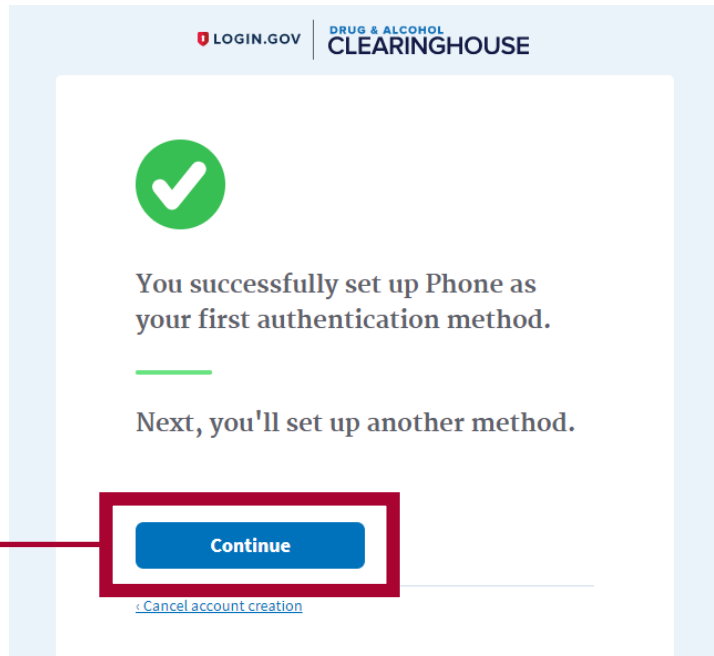 LOGIN.GOV
DRUG & ALCOHOL
CLEARINGHOUSE
You successfully set up Phone as
your first authentication method.
Next, you'll set up another method.
Continue
‹ Cancel account creation